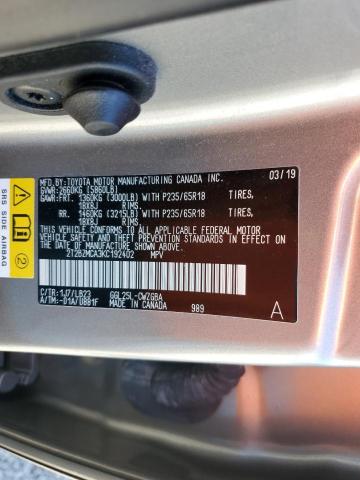 MFD. BY: TOYOTA MOTOR MANUFACTURING CANADA INC. 03/19
GVWR: 2660KG (5860LB)
GAWR: FRT. 1360KG (3000LB) WITH P235/65R18 TIRES,
18X8J RIMS,
RR. 1460KG (3215LB) WITH P235/65R18 TIRES,
18X8J RIMS,
THIS VEHICLE CONFORMS TO ALL APPLICABLE FEDERAL MOTOR
VEHICLE SAFETY STANDARDS IN EFFECT ON THE DATE OF
MANUFACTURE SHOWN ABOVE.
2T2BZMCA3KC192402 MPV
C/TR: 1J7/LB23 GGL25L-CWZGBA
A/TM:-01A/U881F MADE IN CANADA 989 A
SRS SIDE AIRBAG
2